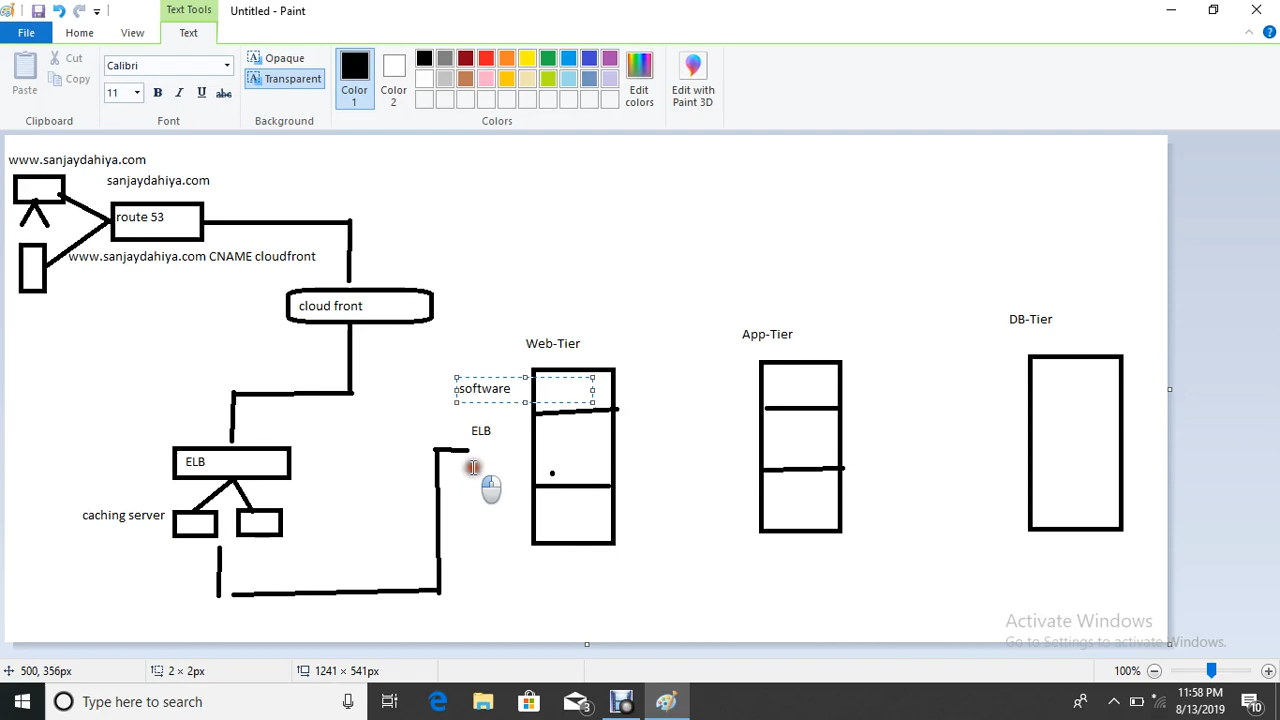 Text Tools
Untitled - Paint
File
Home
View
Text
Paste
Cut
Copy
Clipboard
Calibri
11
B I U abc
Font
Opaque
Transparent
Background
Color 1
Color 2
Colors
Edit colors
Edit with Paint 3D
www.sanjaydahiya.com
sanjaydahiya.com
route 53
www.sanjaydahiya.com CNAME cloudfront
cloud front
DB-Tier
App-Tier
Web-Tier
software
ELB
ELB
caching server
Activate Windows
Go to Settings to activate Windows.
500, 356px
2 × 2px
1241 × 541px
100%
Type here to search
3
11:58 PM
8/13/2019
10